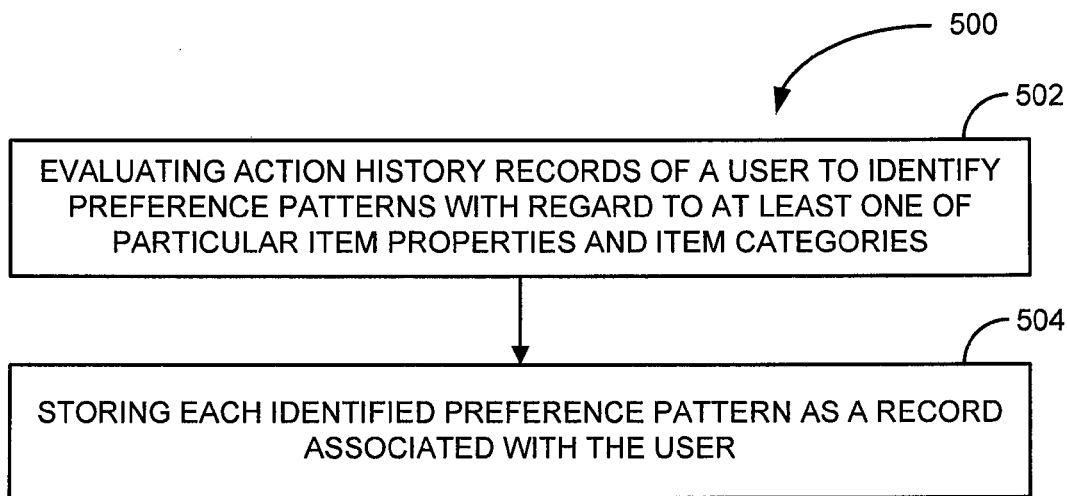 500
502
EVALUATING ACTION HISTORY RECORDS OF A USER TO IDENTIFY
PREFERENCE PATTERNS WITH REGARD TO AT LEAST ONE OF
PARTICULAR ITEM PROPERTIES AND ITEM CATEGORIES
504
STORING EACH IDENTIFIED PREFERENCE PATTERN AS A RECORD
ASSOCIATED WITH THE USER